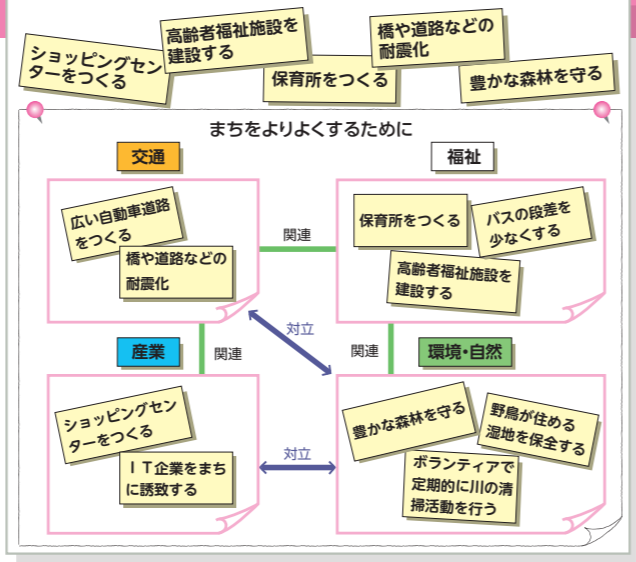 ショッピングセン
ターをつくる
高齢者福祉施設を
建設する
保育所をつくる
橋や道路などの
耐震化
豊かな森林を守る
まちをよりよくするために
交通
福祉
広い自動車道路
をつくる
橋や道路などの
耐震化
関連
保育所をつくる
バスの段差を
少なくする
高齢者福祉施設を
建設する
対立
産業
関連
関連
環境・自然
ショッピングセン
ターをつくる
IT企業をまち
に誘致する
対立
豊かな森林を守る
野鳥が住める
湿地を保全する
ボランティアで
定期的に川の清
掃活動を行う